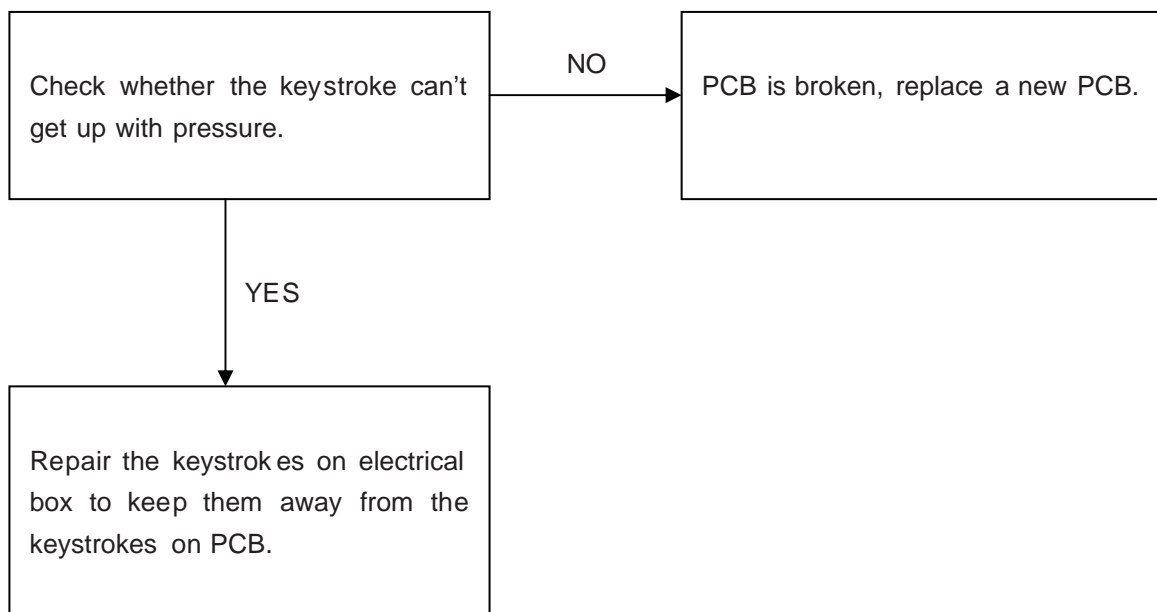 Check whether the keystroke can't
get up with pressure.
NO
PCB is broken, replace a new PCB.
YES
Repair the keystrokes on electrical
box to keep them away from the
keystrokes on PCB.